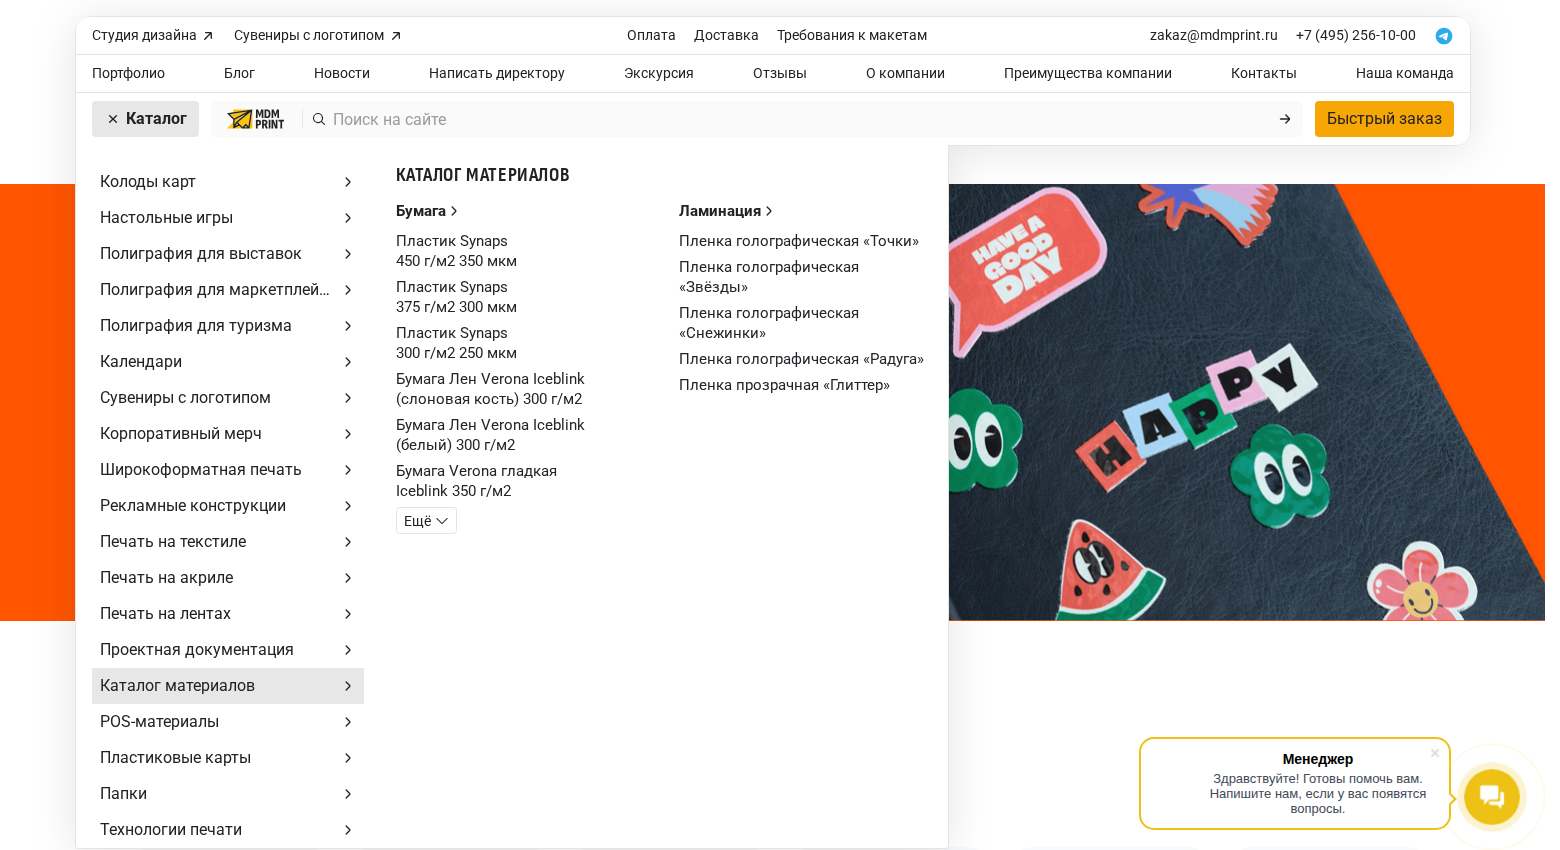 Студия дизайна
Сувениры с логотипом
Оплата
Доставка
Требования к макетам
zakaz@mdmprint.ru
+7 (495) 256-10-00
Портфолио
Блог
Новости
Написать директору
Экскурсия
Отзывы
О компании
Преимущества компании
Контакты
Наша команда
Каталог
MDM
PRINT
Поиск на сайте
Быстрый заказ
Колоды карт
Настольные игры
Полиграфия для выставок
Полиграфия для маркетплей...
Полиграфия для туризма
Календари
Сувениры с логотипом
Корпоративный мерч
Широкоформатная печать
Рекламные конструкции
Печать на текстиле
Печать на акриле
Печать на лентах
Проектная документация
Каталог материалов
POS-материалы
Пластиковые карты
Папки
Технологии печати
КАТАЛОГ МАТЕРИАЛОВ
Бумага
Пластик Synaps
450 г/м2 350 мкм
Пластик Synaps
375 г/м2 300 мкм
Пластик Synaps
300 г/м2 250 мкм
Бумага Лен Verona Iceblink
(слоновая кость) 300 г/м2
Бумага Лен Verona Iceblink
(белый) 300 г/м2
Бумага Verona гладкая
Iceblink 350 г/м2
Ещё
Ламинация
Пленка голографическая «Точки»
Пленка голографическая
«Звёзды»
Пленка голографическая
«Снежинки»
Пленка голографическая «Радуга»
Пленка прозрачная «Глиттер»
HAVE A
GOOD
DAY
HAPPY
Менеджер
Здравствуйте! Готовы помочь вам.
Напишите нам, если у вас появятся
вопросы.